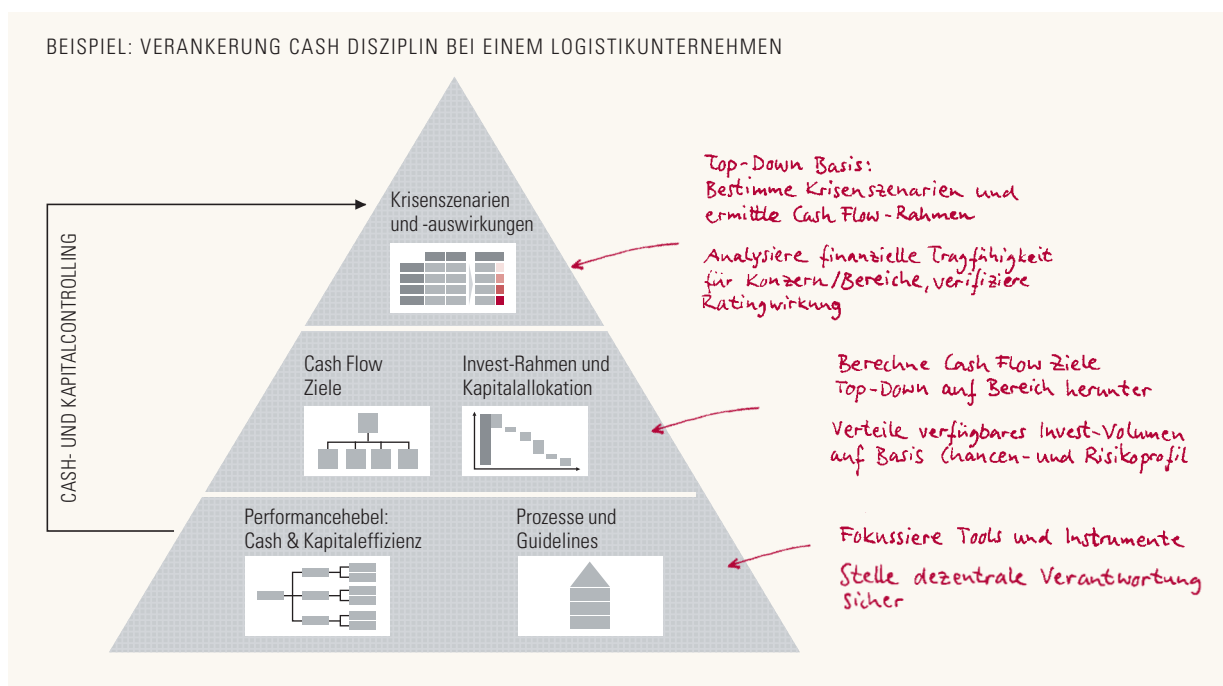 BEISPIEL: VERANKERUNG CASH DISZIPLIN BEI EINEM LOGISTIKUNTERNEHMEN
CASH- UND KAPITALCONTROLLING
Krisenszenarien
und -auswirkungen
Top-Down Basis:
Bestimme Krisenszenarien und
ermittle Cash Flow-Rahmen
Analysiere finanzielle Tragfähigkeit
für Konzern/Bereiche, verifiziere
Ratingwirkung
Cash Flow
Ziele
Invest-Rahmen und
Kapitalallokation
Berechne Cash Flow Ziele
Top-Down auf Bereich herunter
Verteile verfügbares Invest-Volumen
auf Basis Chancen- und Risikoprofil
Performancehebel:
Cash & Kapitaleffizienz
Prozesse und
Guidelines
Fokussiere Tools und Instrumente
Stelle dezentrale Verantwortung
sicher